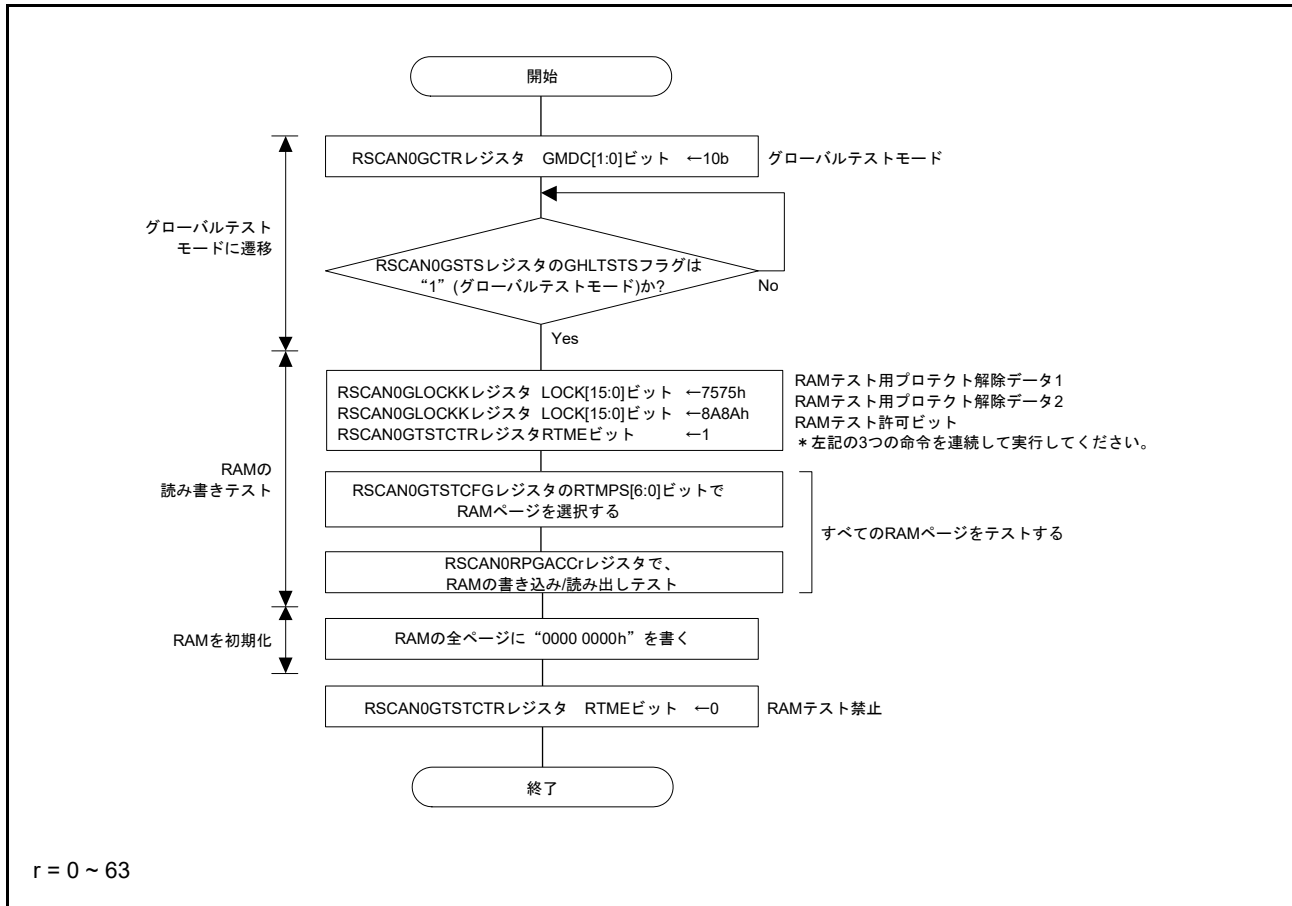 開始
RSCAN0GCTRレジスタ GMDC[1:0]ビット ←10b
グローバルテストモード
グローバルテスト
モードに遷移
RSCAN0GSTSレジスタのGHLTSTSフラグは
“1”(グローバルテストモード)か?
No
Yes
RSCAN0GLOCKKレジスタ LOCK[15:0]ビット ←7575h
RSCAN0GLOCKKレジスタ LOCK[15:0]ビット ←8A8Ah
RSCAN0GTSTCTRレジスタRTMEビット ←1
RAMテスト用プロテクト解除データ1
RAMテスト用プロテクト解除データ2
RAMテスト許可ビット
＊左記の3つの命令を連続して実行してください。
RAMの
読み書きテスト
RSCAN0GTSTCFGレジスタのRTMPS[6:0]ビットで
RAMページを選択する
すべてのRAMページをテストする
RSCAN0RPGACCrレジスタで、
RAMの書き込み/読み出しテスト
RAMを初期化
RAMの全ページに“0000 0000h”を書く
RSCAN0GTSTCTRレジスタ RTMEビット ←0
RAMテスト禁止
終了
r = 0 ~ 63